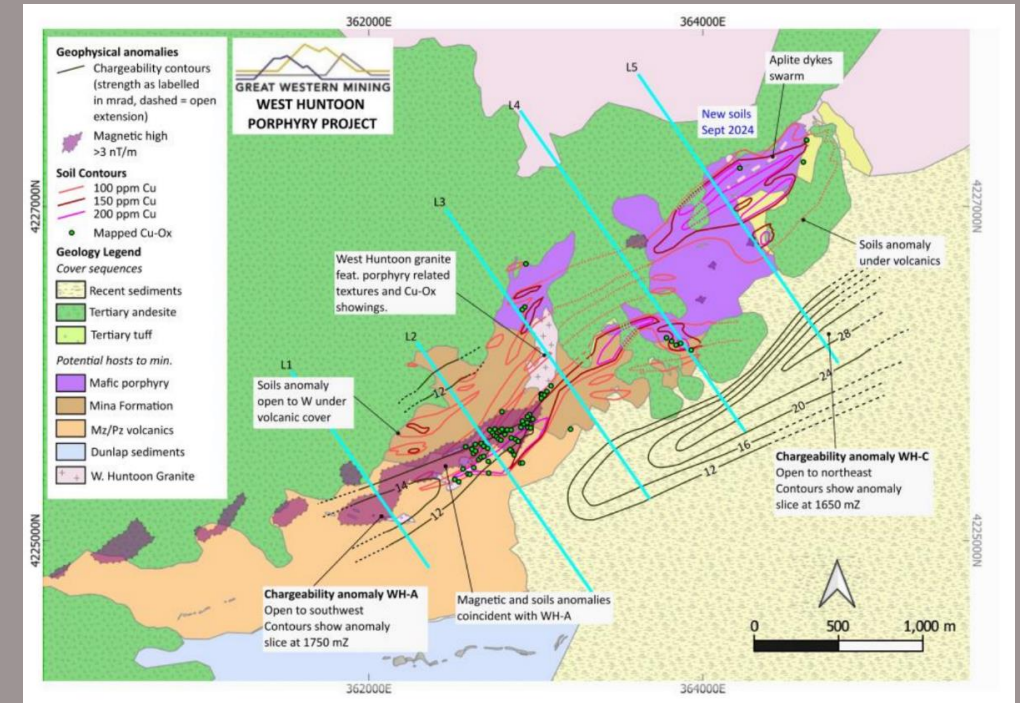 362000E
364000E
Geophysical anomalies
Chargeability contours
(strength as labelled
in mrad, dashed = open
extension)
Magnetic high
>3 nT/m
Soil Contours
100 ppm Cu
150 ppm Cu
200 ppm Cu
Mapped Cu-Ox
Geology Legend
Cover sequences
Recent sediments
Tertiary andesite
Tertiary tuff
Potential hosts to min.
Mafic porphyry
Mina Formation
Mz/Pz volcanics
Dunlap sediments
W. Huntoon Granite
GREAT WESTERN MINING
WEST HUNTOON
PORPHYRY PROJECT
L5
L4
L3
L2
L1
Aplite dykes
swarm
New soils
Sept 2024
4227000N
4227000N
Soils anomaly
under volcanics
West Huntoon granite
feat. porphyry related
textures and Cu-Ox
showings.
Soils anomaly
open to W under
volcanic cover
12
14
12
28
24
20
16
12
Chargeability anomaly WH-C
Open to northeast
Contours show anomaly
slice at 1650 mZ
4225000N
4225000N
Chargeability anomaly WH-A
Open to southwest
Contours show anomaly
slice at 1750 mZ
Magnetic and soils anomalies
coincident with WH-A
0 500 1,000 m
362000E
364000E